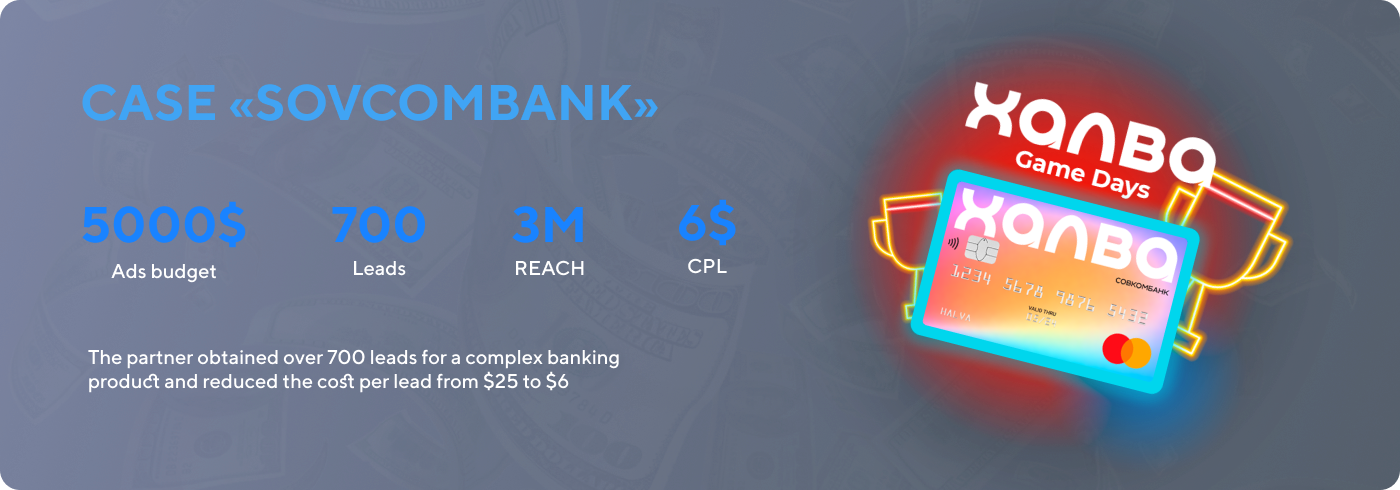 CASE «SOVCOMBANK»
5000$
Ads budget
700
Leads
3M
REACH
6$
CPL
The partner obtained over 700 leads for a complex banking
product and reduced the cost per lead from $25 to $6
халва
Game Days
халва
СОВКОМБАНК
1234 5678 9876 5435
VALID THRU
HALVA